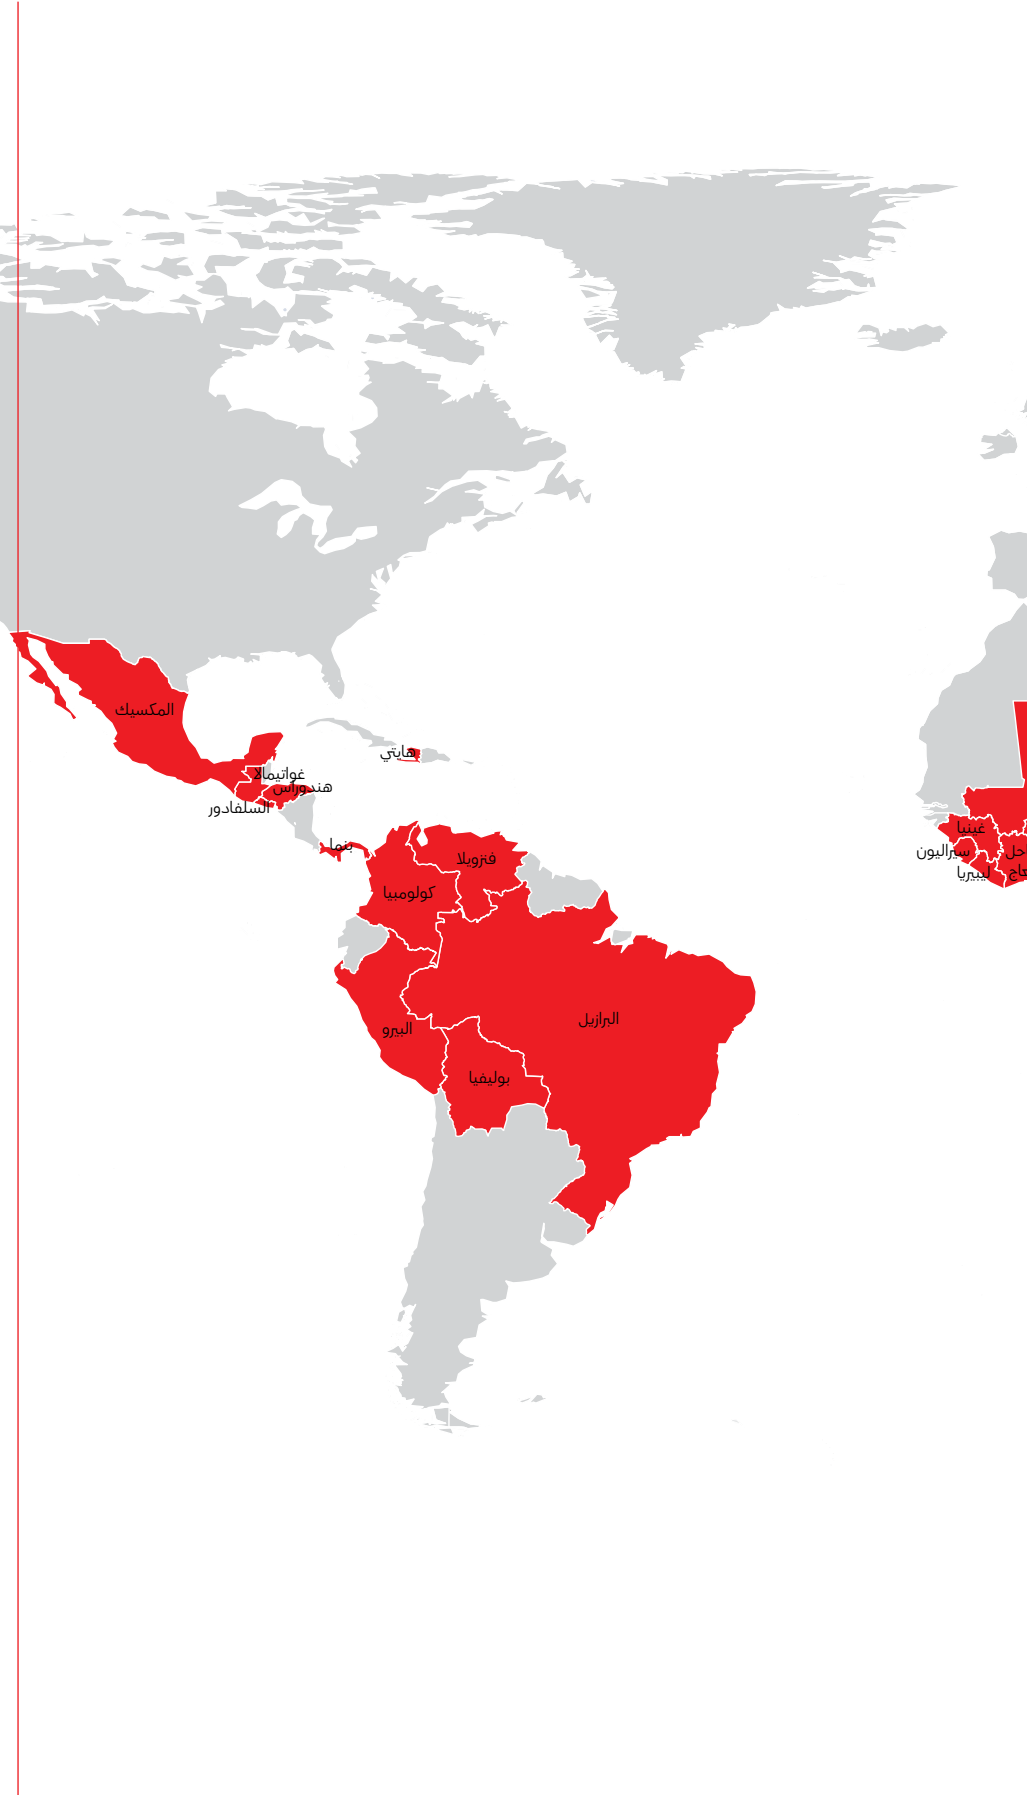 المكسيك
هايتي
غواتيمالا
هندوراس
السلفادور
بنما
فنزويلا
كولومبيا
البرازيل
البيرو
بوليفيا
غينيا
سيراليون
ليبيريا